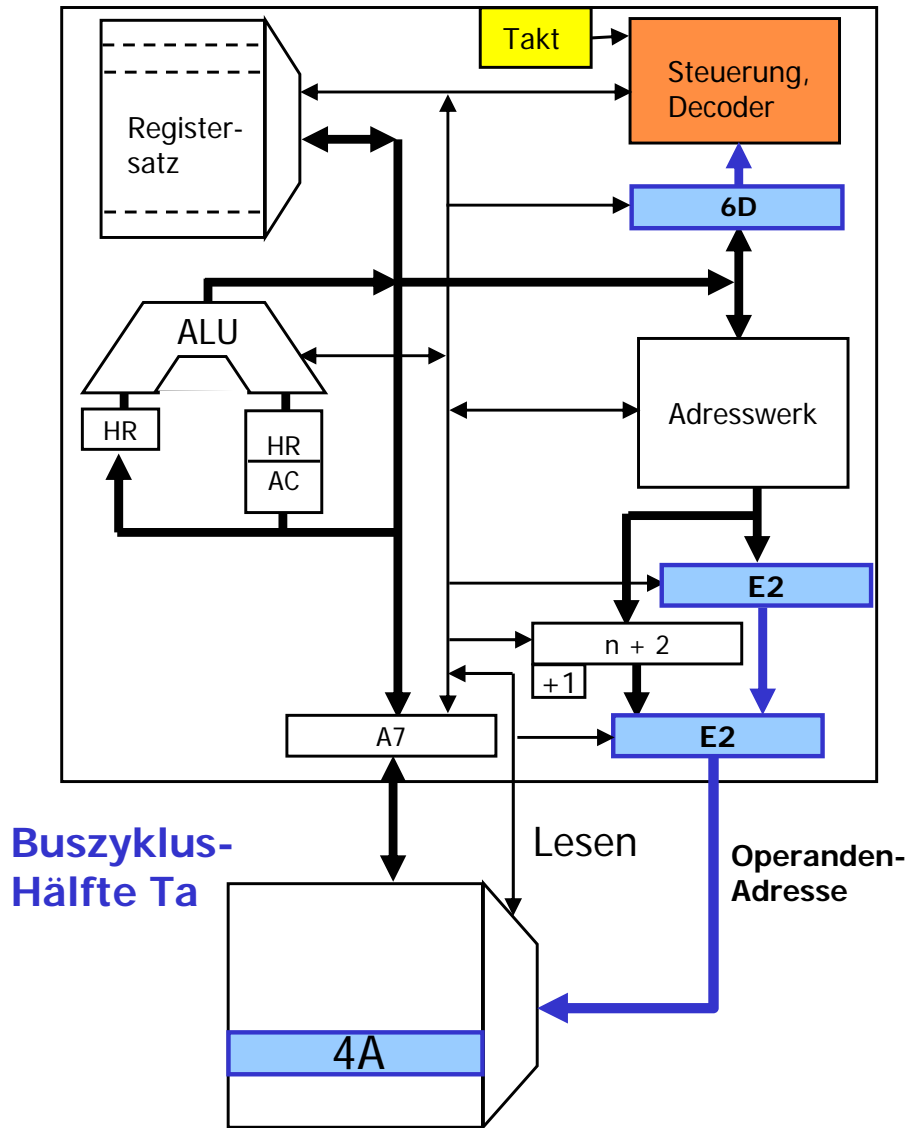 Takt
Steuerung,
Decoder
Register-
satz
6D
ALU
HR
HR
AC
Adresswerk
E2
n + 2
+1
A7
E2
Buszyklus-
Hälfte Ta
Lesen
Operanden-
Adresse
4A